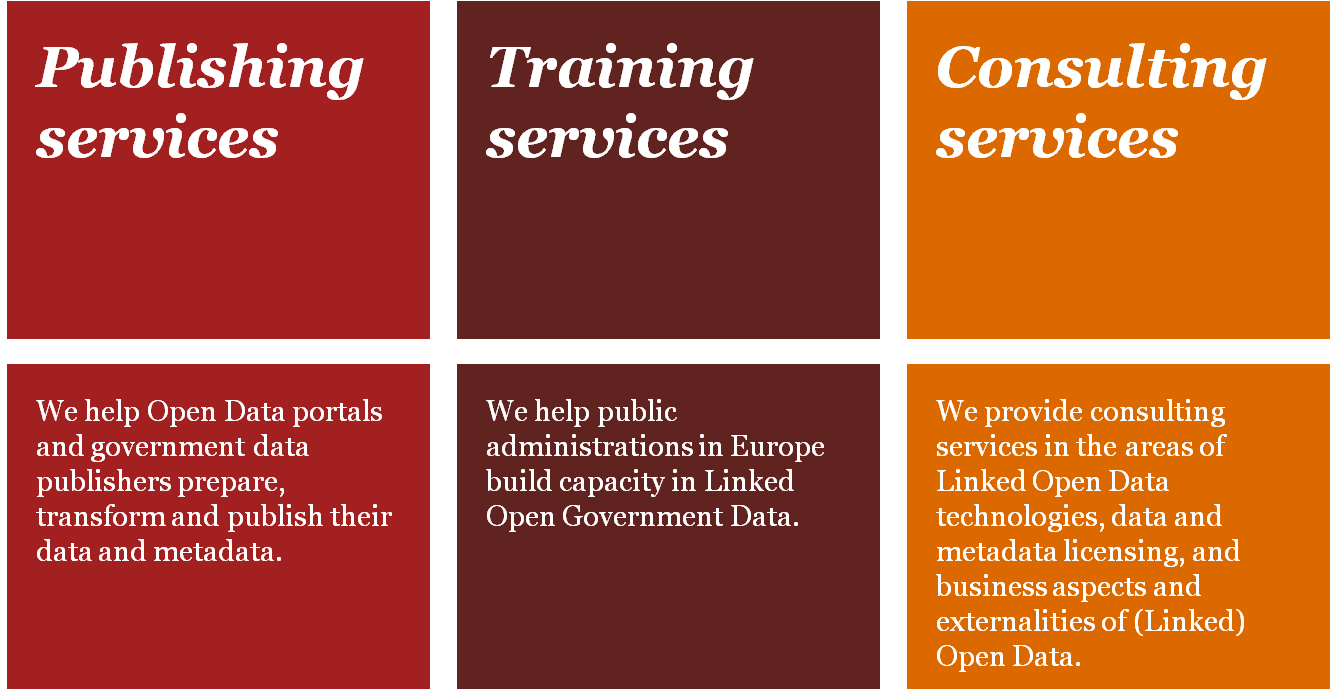 Publishing
services
Training
services
Consulting
services
We help Open Data portals
and government data
publishers prepare,
transform and publish their
data and metadata.
We help public
administrations in Europe
build capacity in Linked
Open Government Data.
We provide consulting
services in the areas of
Linked Open Data
technologies, data and
metadata licensing, and
business aspects and
externalities of (Linked)
Open Data.